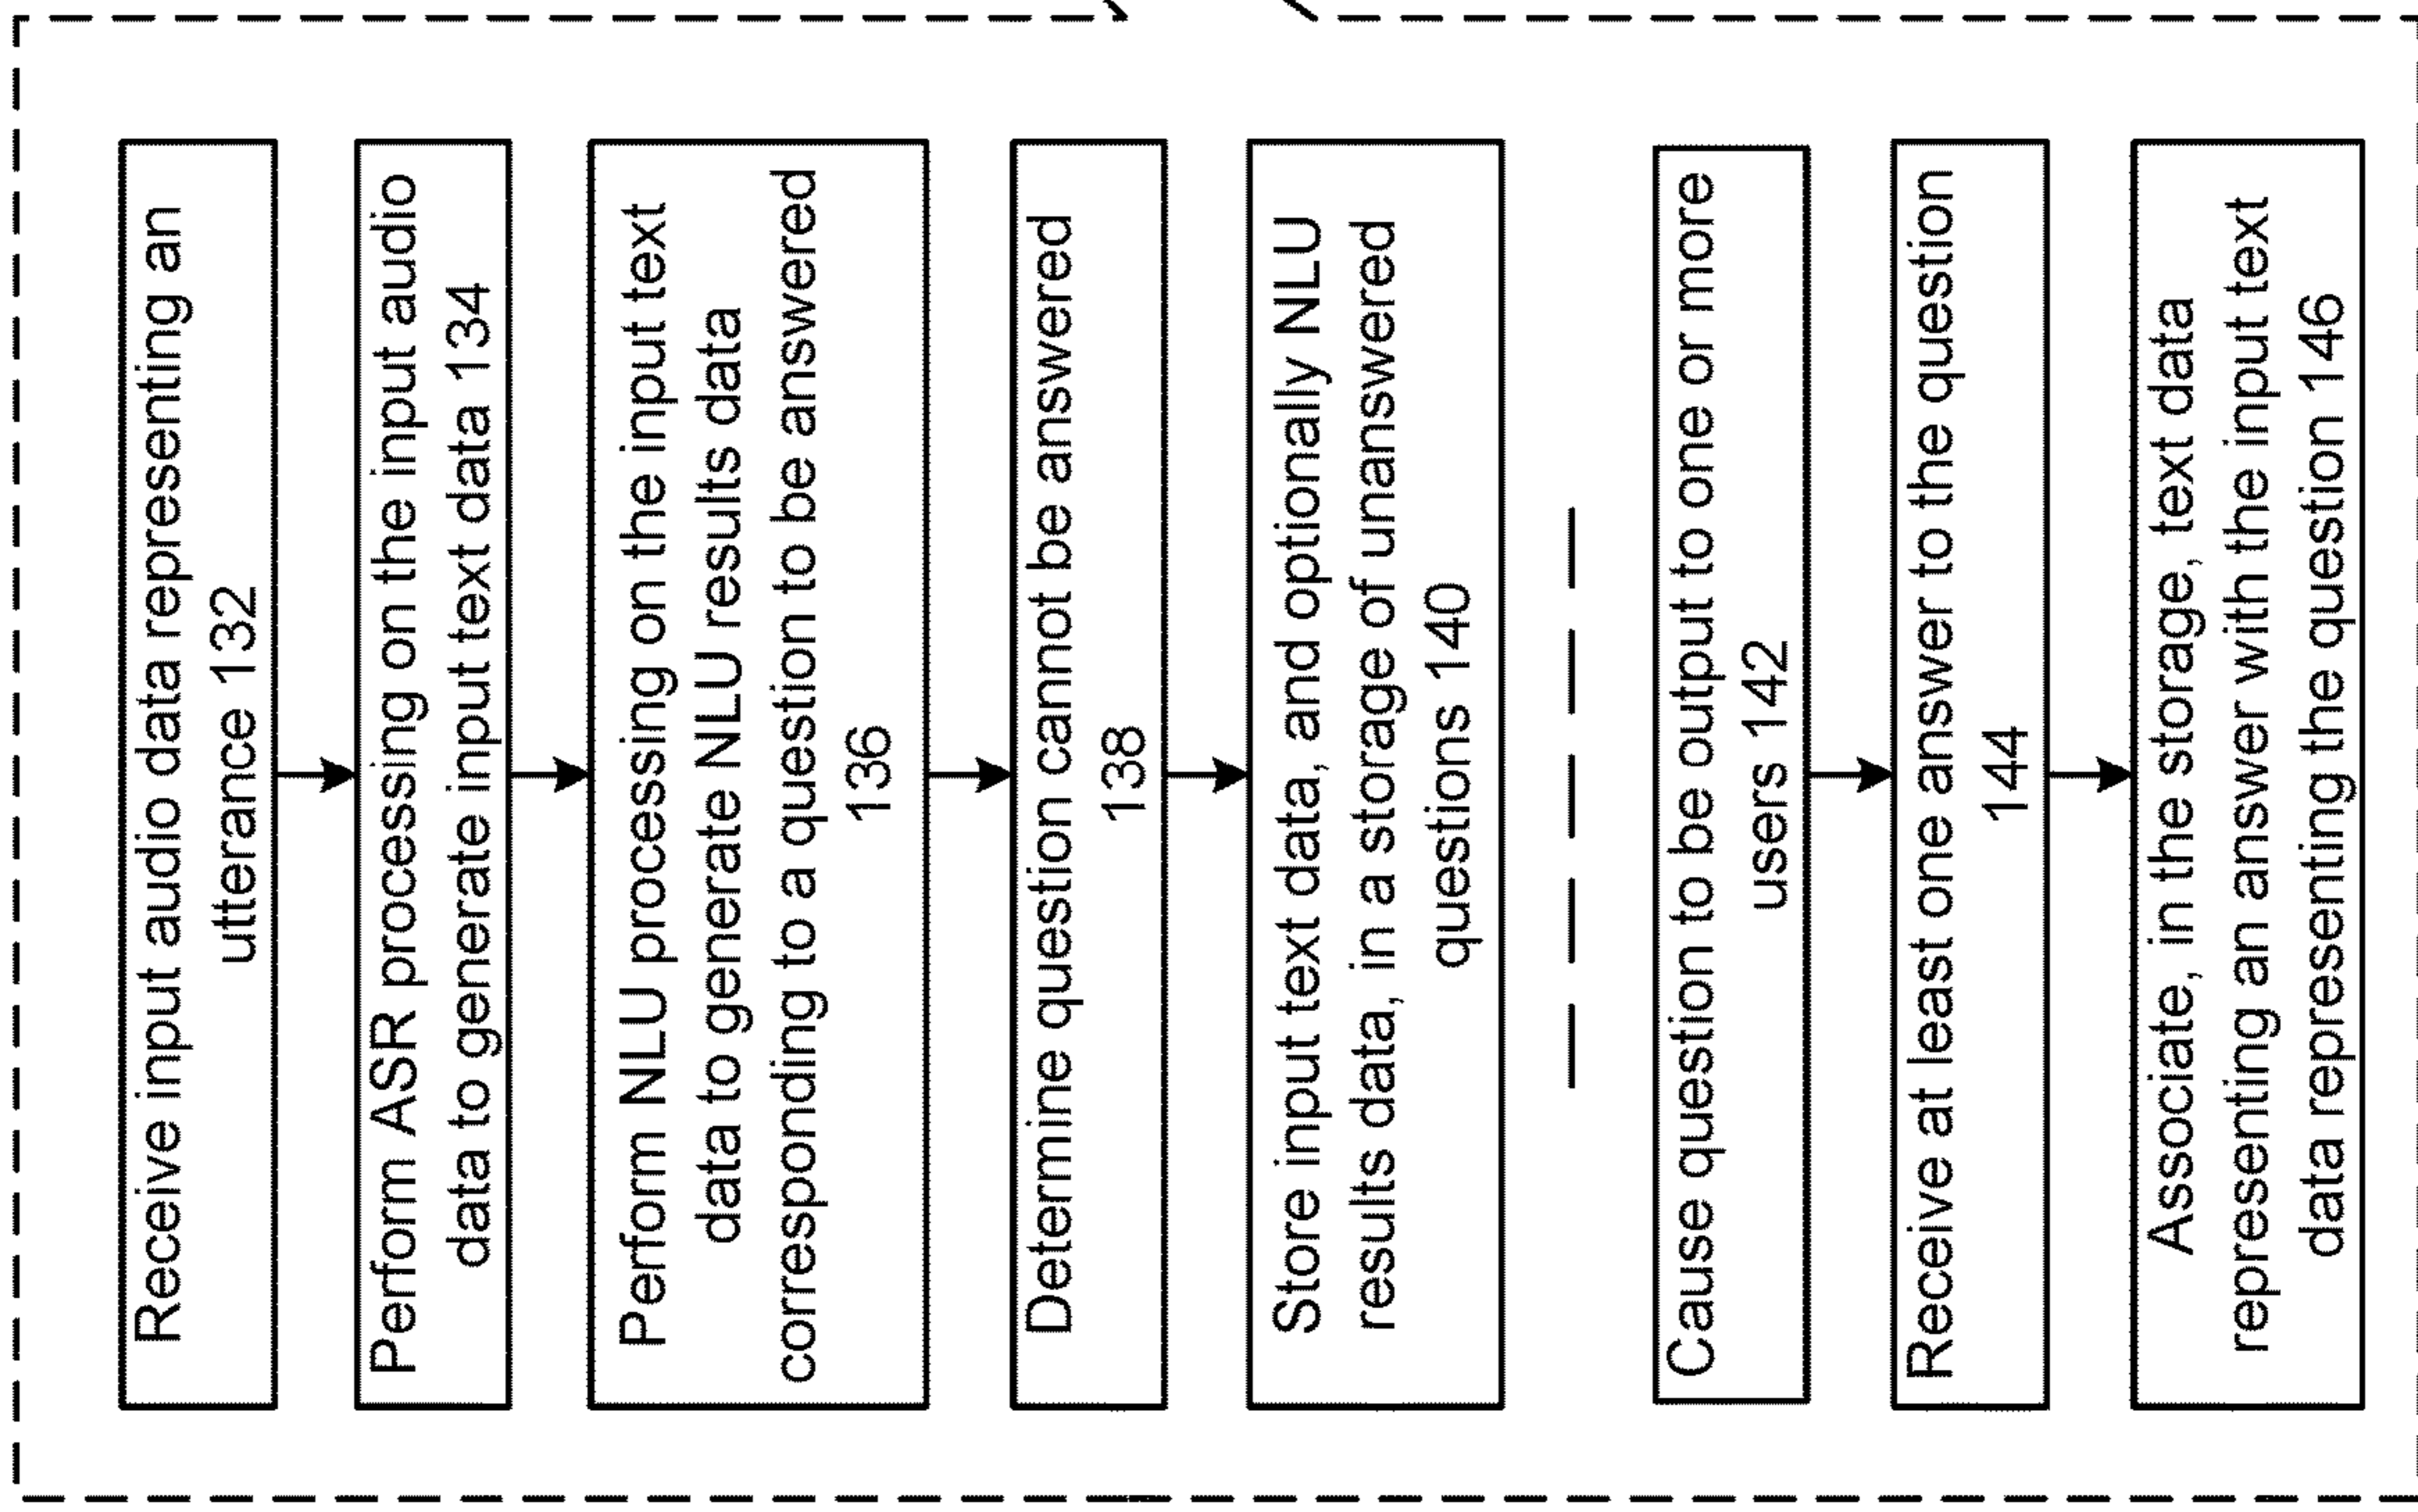 Receive input audio data representing an
utterance 132
Perform ASR processing on the input audio
data to generate input text data 134
Perform NLU processing on the input text
data to generate NLU results data
corresponding to a question to be answered
136
Determine question cannot be answered
138
Store input text data, and optionally NLU
results data, in a storage of unanswered
questions 140
Cause question to be output to one or more
users 142
Receive at least one answer to the question
144
Associate, in the storage, text data
representing an answer with the input text
data representing the question 146